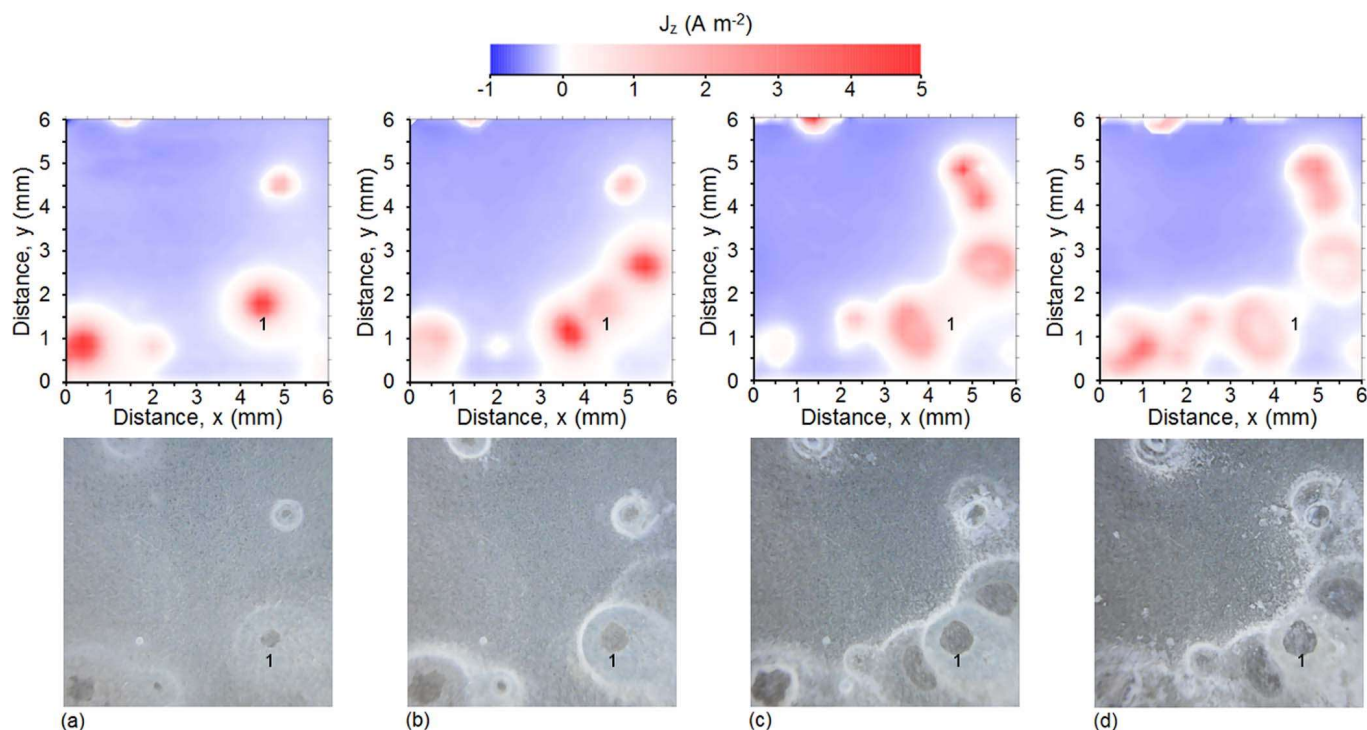 J_z (A m^-2)
-1 0 1 2 3 4 5
Distance, y (mm)
6
5
4
3
2
1
0
1
0 1 2 3 4 5 6
Distance, x (mm)
Distance, y (mm)
6
5
4
3
2
1
0
1
0 1 2 3 4 5 6
Distance, x (mm)
Distance, y (mm)
6
5
4
3
2
1
0
1
0 1 2 3 4 5 6
Distance, x (mm)
Distance, y (mm)
6
5
4
3
2
1
0
1
0 1 2 3 4 5 6
Distance, x (mm)
1
(a)
1
(b)
1
(c)
1
(d)